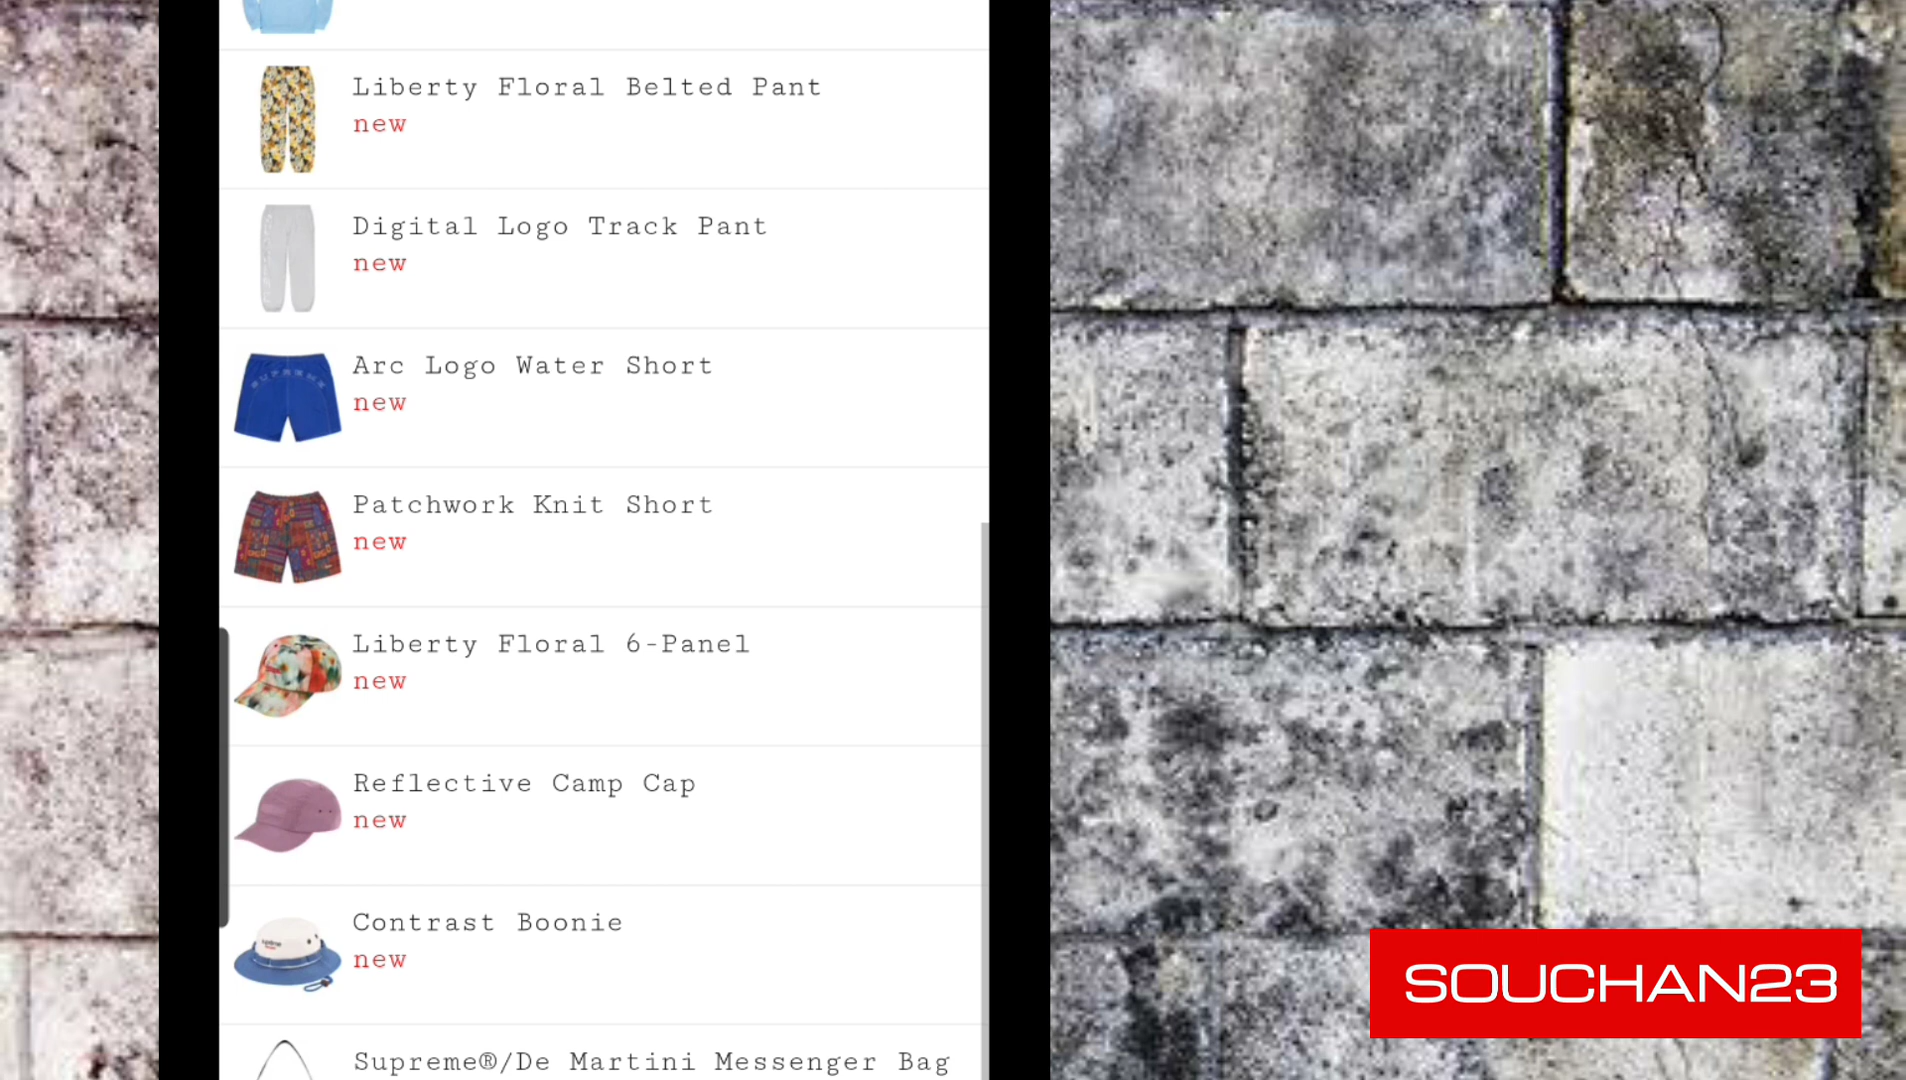 Liberty Floral Belted Pant
new
Digital Logo Track Pant
new
Arc Logo Water Short
new
SUPREME
Patchwork Knit Short
new
Liberty Floral 6-Panel
new
Reflective Camp Cap
new
Contrast Boonie
new
Supreme®/De Martini Messenger Bag
SOUCHAN23